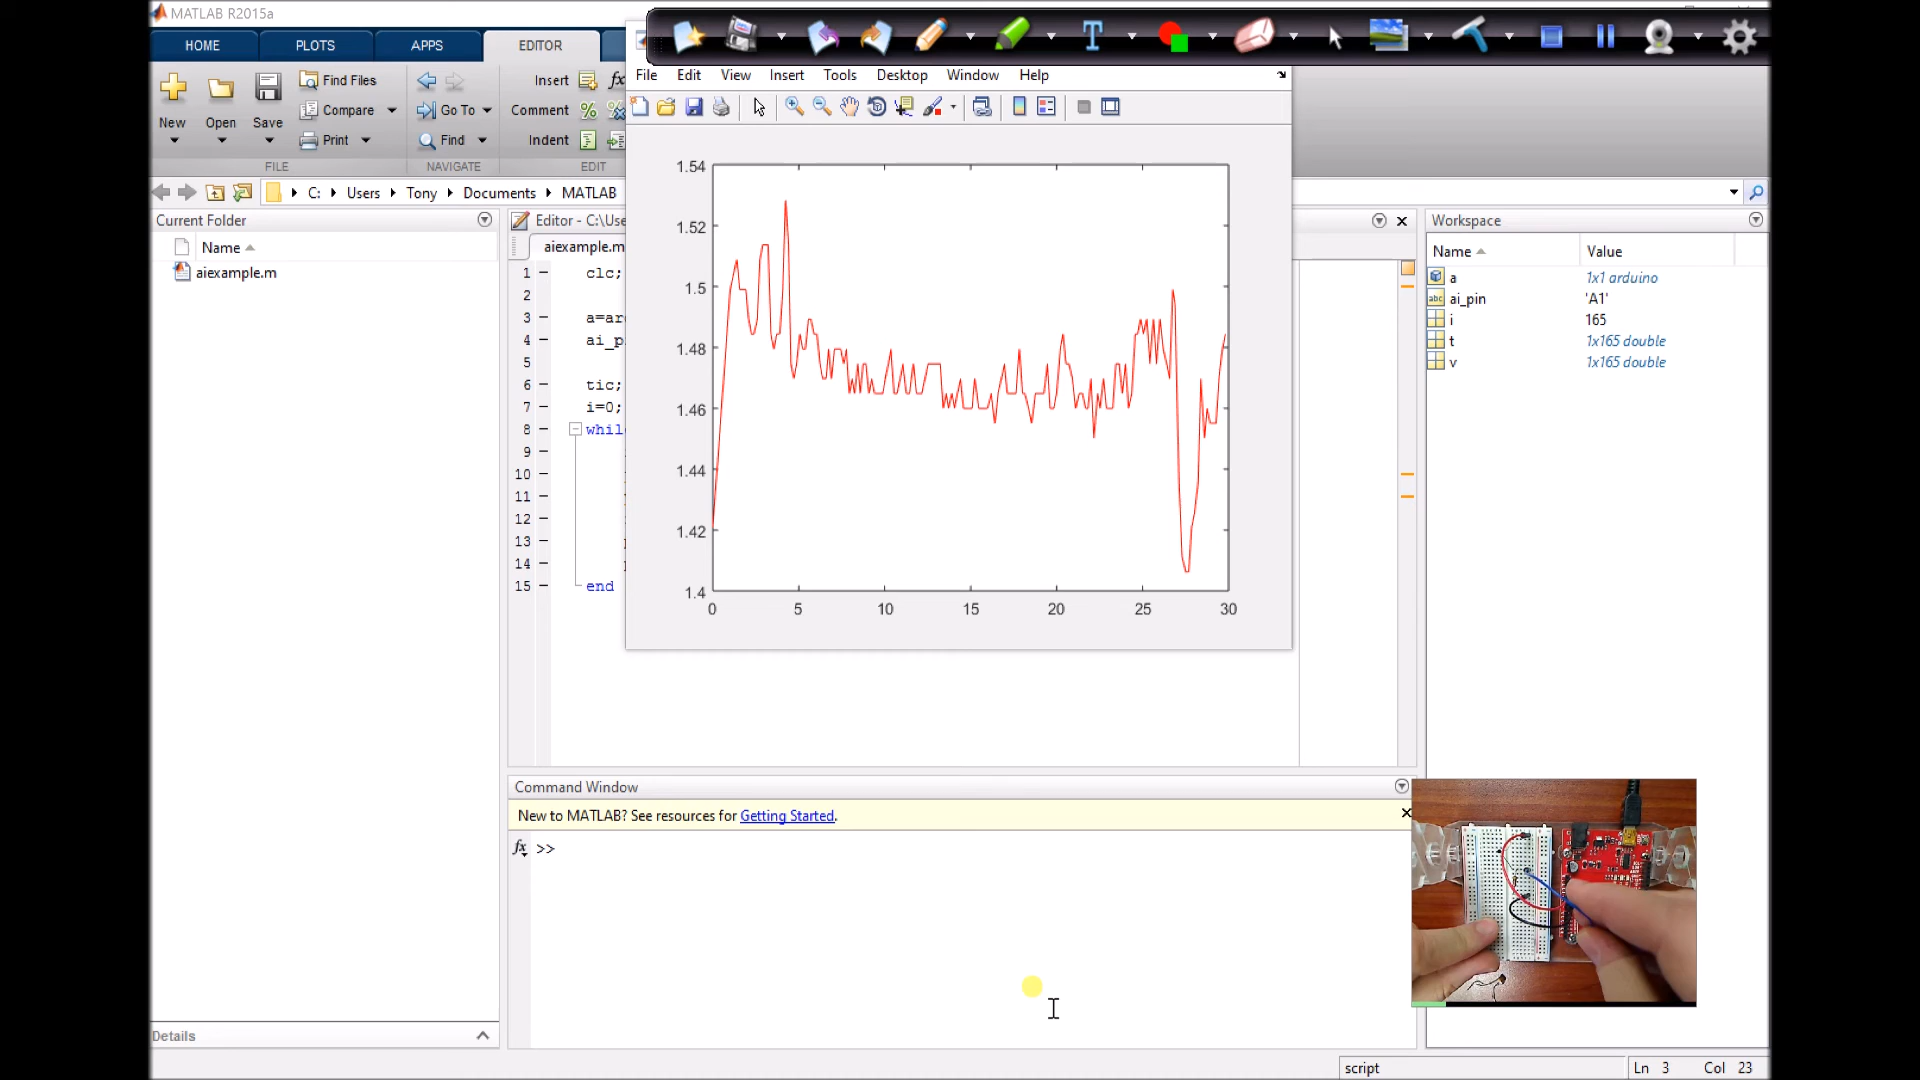 MATLAB R2015a
HOME PLOTS APPS EDITOR
File Edit View Insert Tools Desktop Window Help
New Open Save Find Files Compare Print
FILE
Go To Find
NAVIGATE
Insert fx
Comment %
Indent
EDIT
C: Users Tony Documents MATLAB
Current Folder
Name
aiexample.m
Details
Editor - C:\Use
aiexample.m
1 clc;
2
3 a=ar
4 ai_p
5
6 tic;
7 i=0;
8 whil
9
10
11
12
13
14
15 end
1.54
1.52
1.5
1.48
1.46
1.44
1.42
1.4
0 5 10 15 20 25 30
Workspace
Name Value
a 1x1 arduino
abc ai_pin 'A1'
i 165
t 1x165 double
v 1x165 double
Command Window
New to MATLAB? See resources for Getting Started.
fx >>
script Ln 3 Col 23